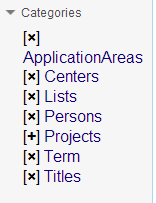 Categories
[×]
ApplicationAreas
[×] Centers
[×] Lists
[×] Persons
[+] Projects
[×] Term
[×] Titles